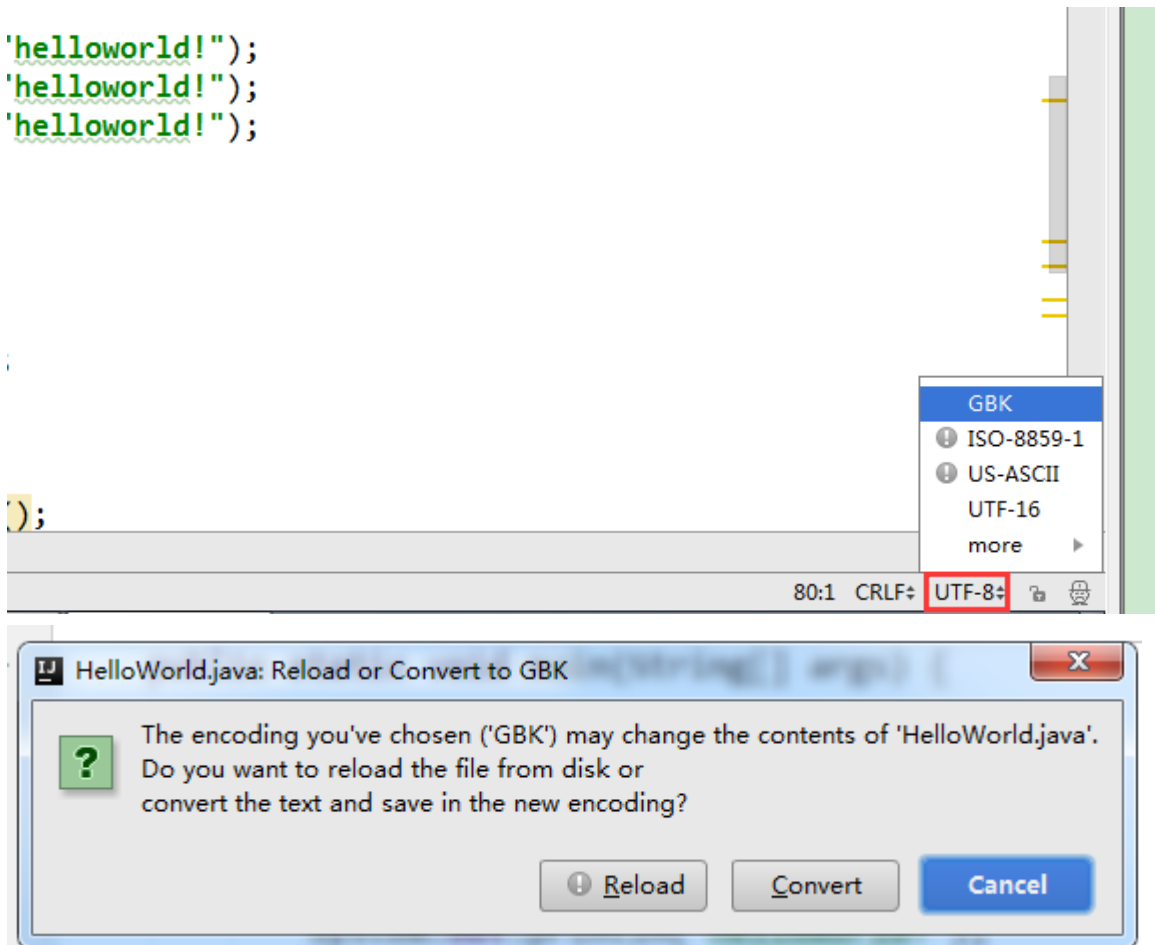 'helloworld!");
'helloworld!");
'helloworld!");
GBK
ISO-8859-1
US-ASCII
UTF-16
more
();
80:1 CRLF UTF-8
HelloWorld.java: Reload or Convert to GBK
(String[] args) {
The encoding you've chosen ('GBK') may change the contents of 'HelloWorld.java'.
Do you want to reload the file from disk or
convert the text and save in the new encoding?
Reload Convert Cancel